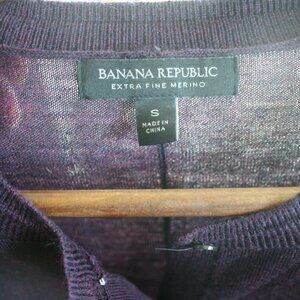 BANANA REPUBLIC
EXTRA FINE MERINO
S
MADE IN
CHINA